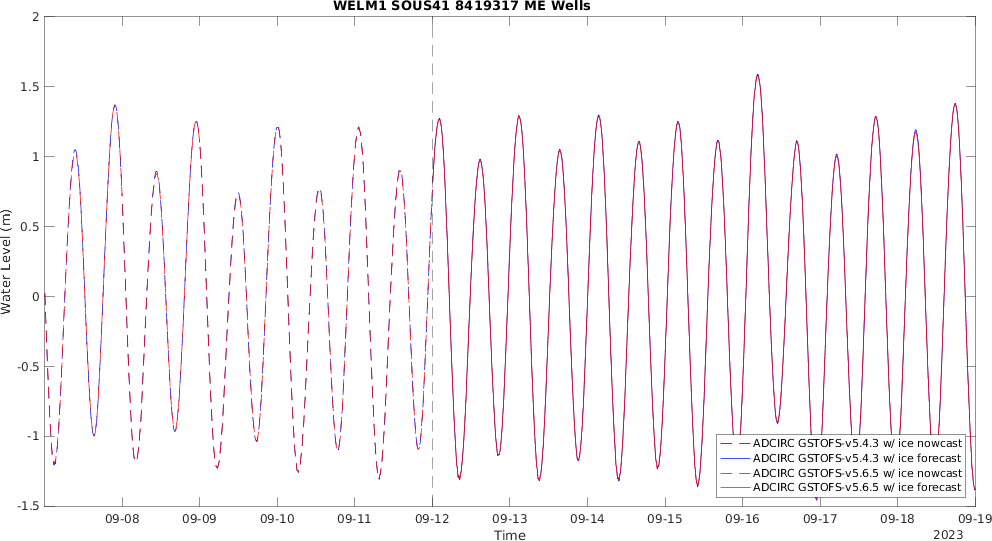 WELM1 SOUS41 8419317 ME Wells
2
1.5
1
0.5
0
-0.5
-1
-1.5
Water Level (m)
ADCIRC GSTOFS-v5.4.3 w/ ice nowcast
ADCIRC GSTOFS-v5.4.3 w/ ice forecast
ADCIRC GSTOFS-v5.6.5 w/ ice nowcast
ADCIRC GSTOFS-v5.6.5 w/ ice forecast
09-08 09-09 09-10 09-11 09-12 09-13 09-14 09-15 09-16 09-17 09-18 09-19
Time
2023